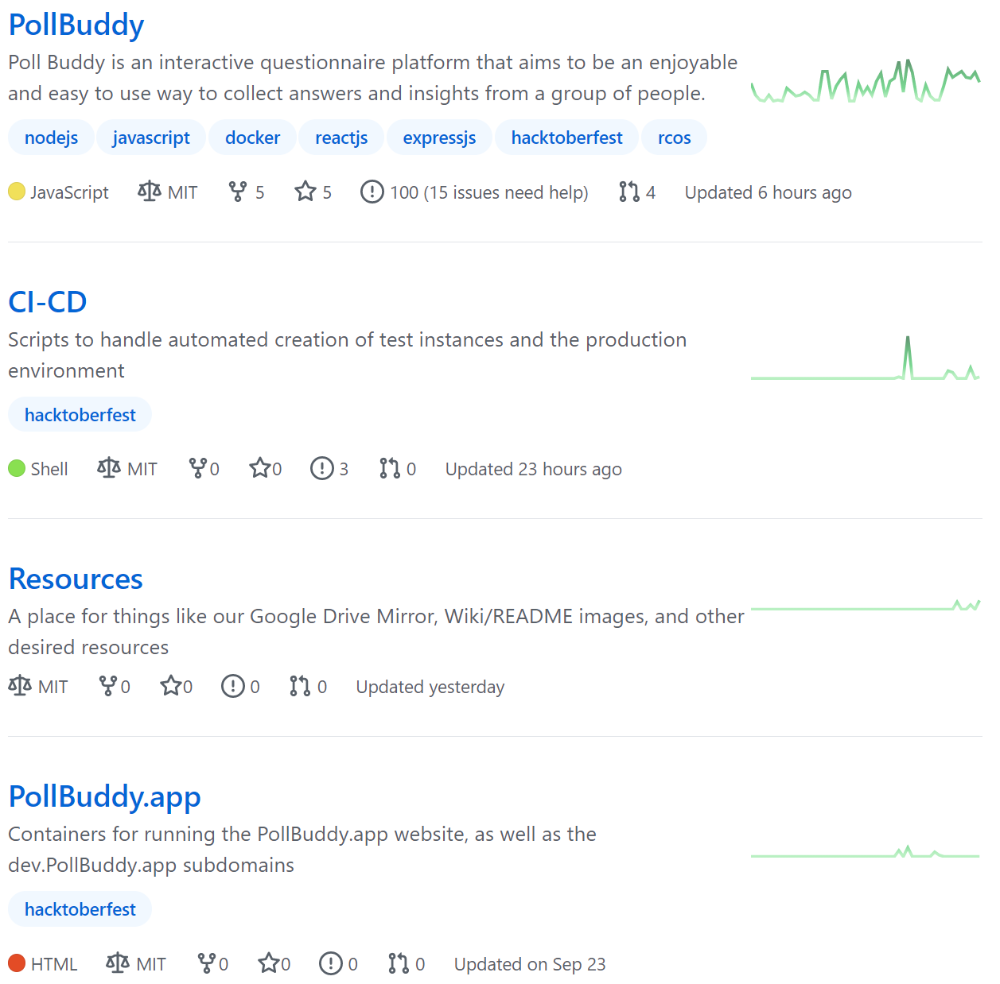 PollBuddy
Poll Buddy is an interactive questionnaire platform that aims to be an enjoyable
and easy to use way to collect answers and insights from a group of people.
nodejs javascript docker reactjs expressjs hacktoberfest rcos
JavaScript MIT 5 5 100 (15 issues need help) 4 Updated 6 hours ago
CI-CD
Scripts to handle automated creation of test instances and the production
environment
hacktoberfest
Shell MIT 0 0 3 0 Updated 23 hours ago
Resources
A place for things like our Google Drive Mirror, Wiki/README images, and other
desired resources
MIT 0 0 0 0 Updated yesterday
PollBuddy.app
Containers for running the PollBuddy.app website, as well as the
dev.PollBuddy.app subdomains
hacktoberfest
HTML MIT 0 0 0 0 Updated on Sep 23